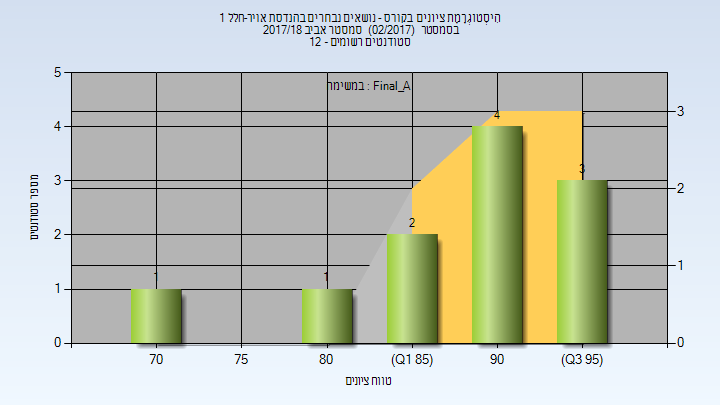 היסטוגרמת ציונים בקורס - נושאים נבחרים בהנדסת אויר-חלל 1
בסמסטר (02/2017) סמסטר אביב 2017/18
סטודנטים רשומים - 12
במשימה : Final_A
מספר סטודנטים
5
4
3
2
1
0
3
2
1
0
1
1
2
4
3
70
75
80
(Q1 85)
90
(Q3 95)
טווח ציונים